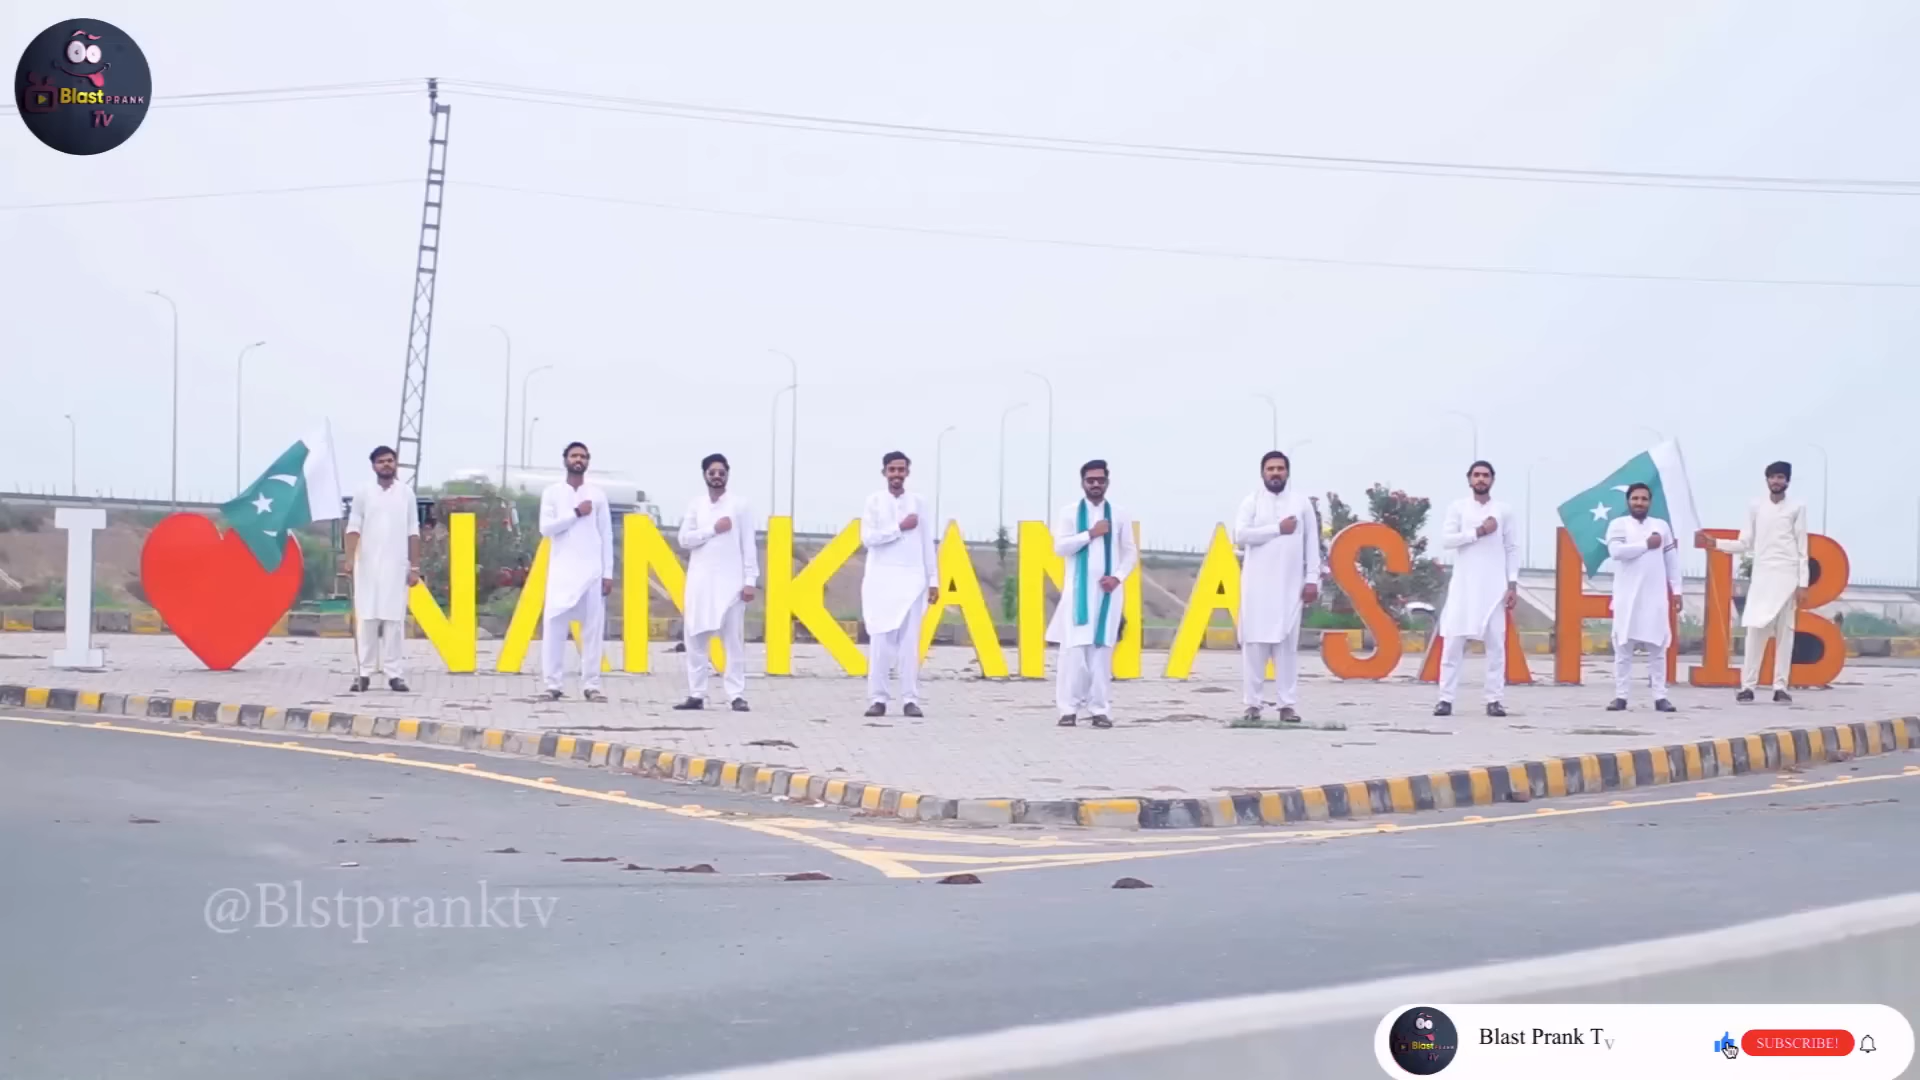 Blast PRANK
Tv
I NANKANA SAHIB
@Blstpranktv
Blast Prank Tv
SUBSCRIBE!